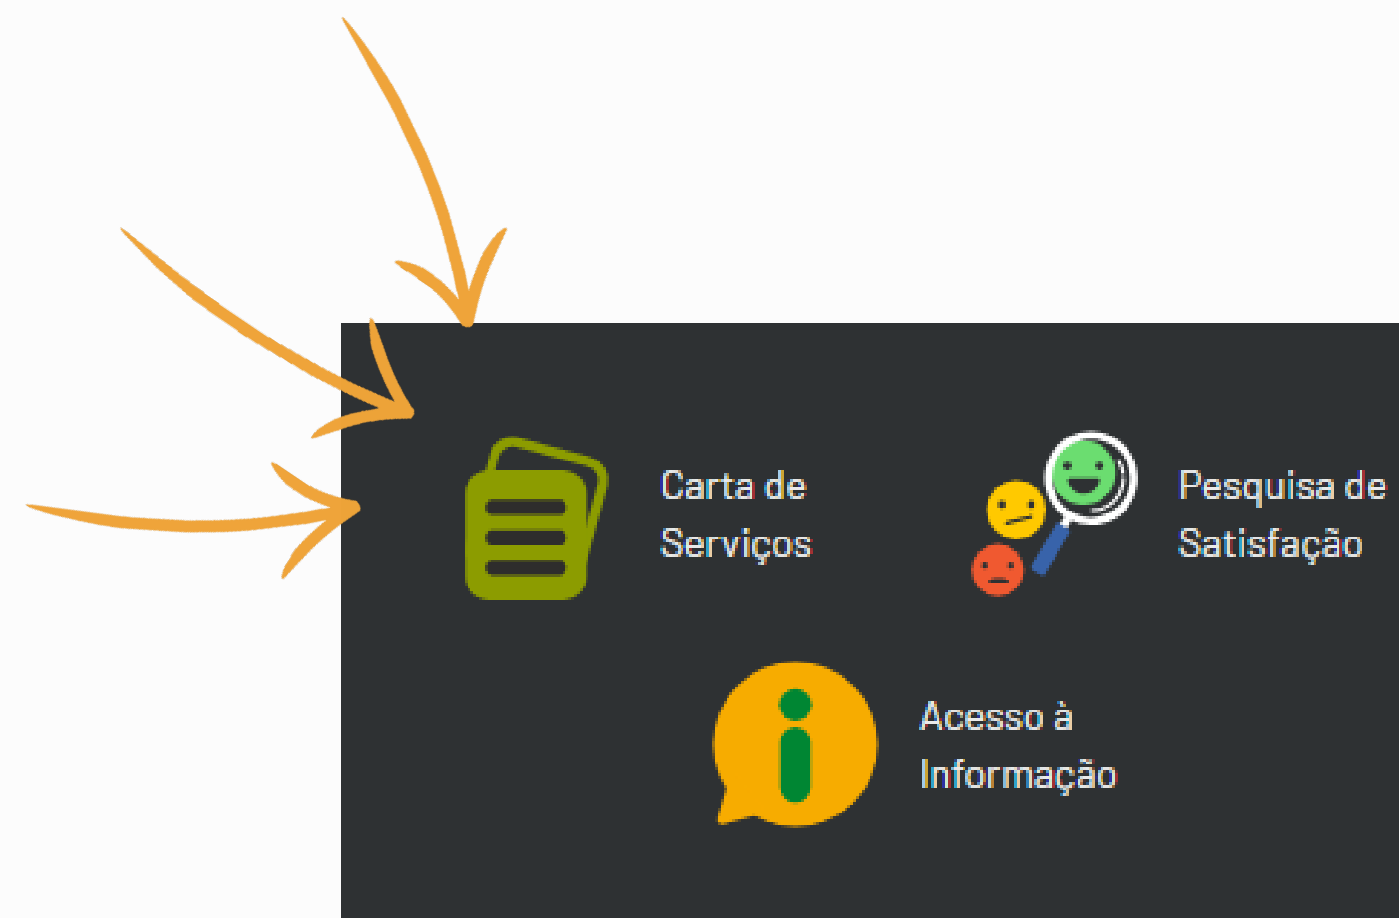 Carta de
Serviços
Pesquisa de
Satisfação
Acesso à
Informação